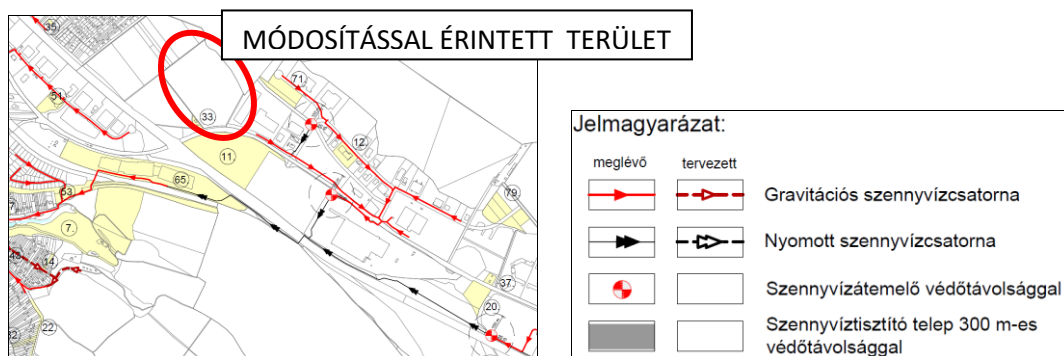 MÓDOSÍTÁSSAL ÉRINTETT TERÜLET
35.
51.
33.
71.
12.
11.
65.
53.
79
7.
14
37.
20.
22.
Jelmagyarázat:
meglévő tervezett
Gravitációs szennyvízcsatorna
Nyomott szennyvízcsatorna
Szennyvízátemelő védőtávolsággal
Szennyvíztisztító telep 300 m-es
védőtávolsággal